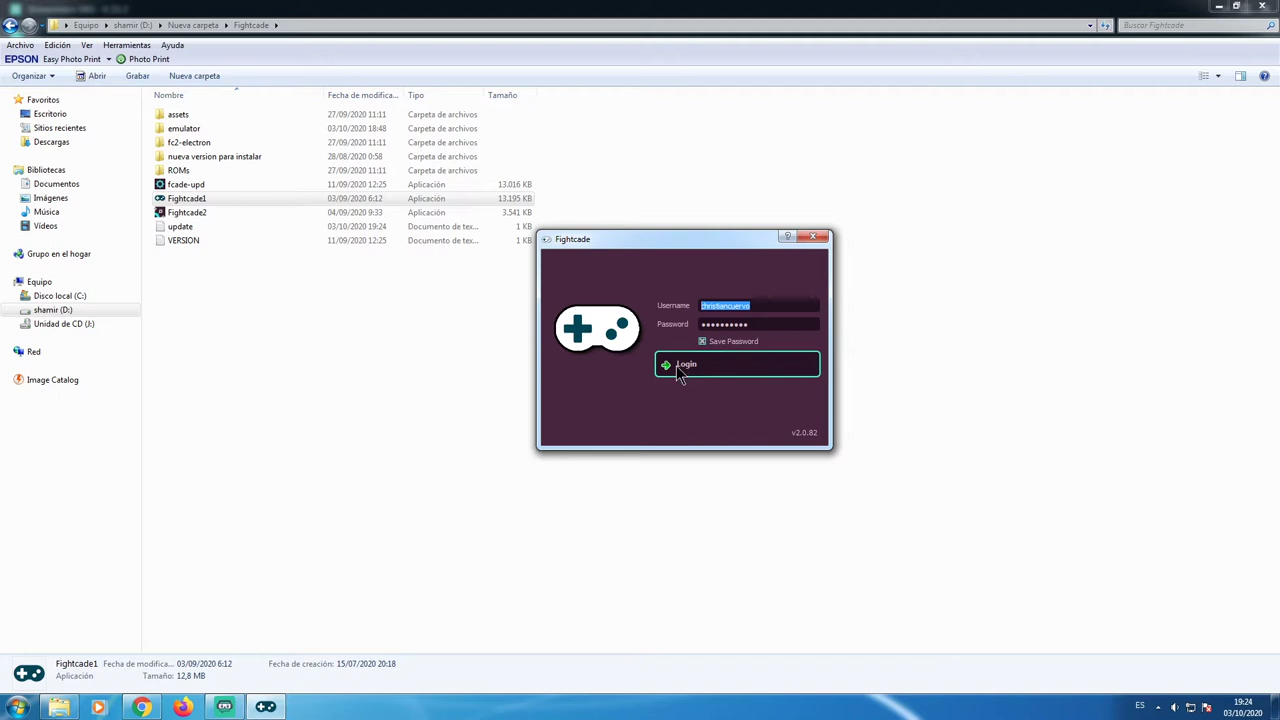 Equipo ▸ shamir (D:) ▸ Nueva carpeta ▸ Fightcade ▸
Buscar Fightcade
Archivo Edición Ver Herramientas Ayuda
EPSON Easy Photo Print Photo Print
Organizar Abrir Grabar Nueva carpeta
Nombre Fecha de modifica... Tipo Tamaño
Favoritos
Escritorio
Sitios recientes
Descargas
Bibliotecas
Documentos
Imágenes
Música
Vídeos
Grupo en el hogar
Equipo
Disco local (C:)
shamir (D:)
Unidad de CD (J:)
Red
Image Catalog
assets 27/09/2020 11:11 Carpeta de archivos
emulator 03/10/2020 18:48 Carpeta de archivos
fc2-electron 27/09/2020 11:11 Carpeta de archivos
nueva version para instalar 28/08/2020 0:58 Carpeta de archivos
ROMs 27/09/2020 11:11 Carpeta de archivos
fcade-upd 11/09/2020 12:25 Aplicación 13.016 KB
Fightcade1 03/09/2020 6:12 Aplicación 13.195 KB
Fightcade2 04/09/2020 9:33 Aplicación 3.541 KB
update 03/10/2020 19:24 Documento de tex... 1 KB
VERSION 11/09/2020 12:25 Documento de tex... 1 KB
Fightcade
Username christiancuervo
Password ••••••••••
Save Password
Login
v2.0.82
Fightcade1 Fecha de modifica... 03/09/2020 6:12 Fecha de creación: 15/07/2020 20:18
Aplicación Tamaño: 12,8 MB
ES
19:24
03/10/2020